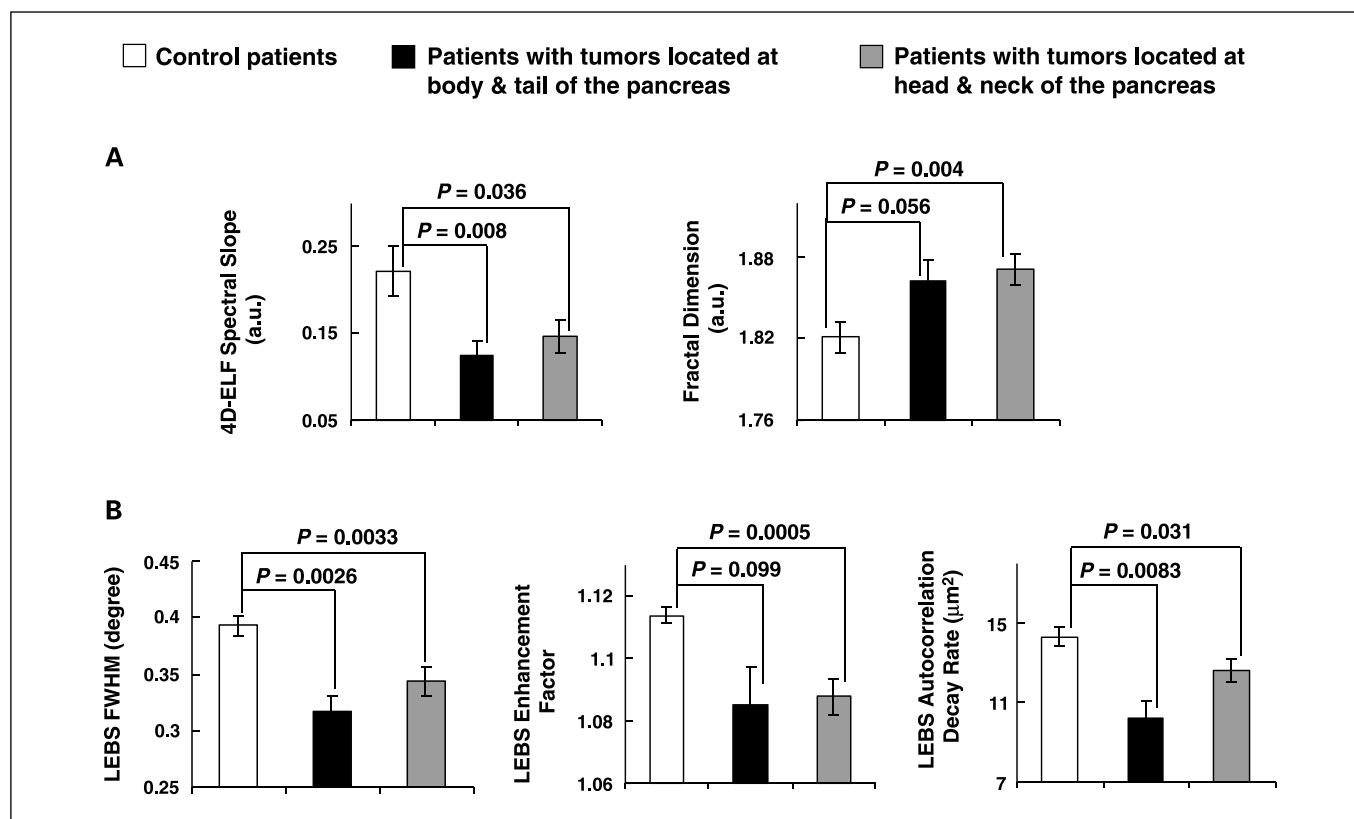 Control patients
Patients with tumors located at
body & tail of the pancreas
Patients with tumors located at
head & neck of the pancreas
A
4D-ELF Spectral Slope
(a.u.)
0.25
0.15
0.05
P = 0.036
P = 0.008
Fractal Dimension
(a.u.)
1.88
1.82
1.76
P = 0.004
P = 0.056
B
LEBS FWHM (degree)
0.45
0.4
0.35
0.3
0.25
P = 0.0033
P = 0.0026
LEBS Enhancement
Factor
1.12
1.1
1.08
1.06
P = 0.0005
P = 0.099
LEBS Autocorrelation
Decay Rate (μm²)
15
11
7
P = 0.031
P = 0.0083